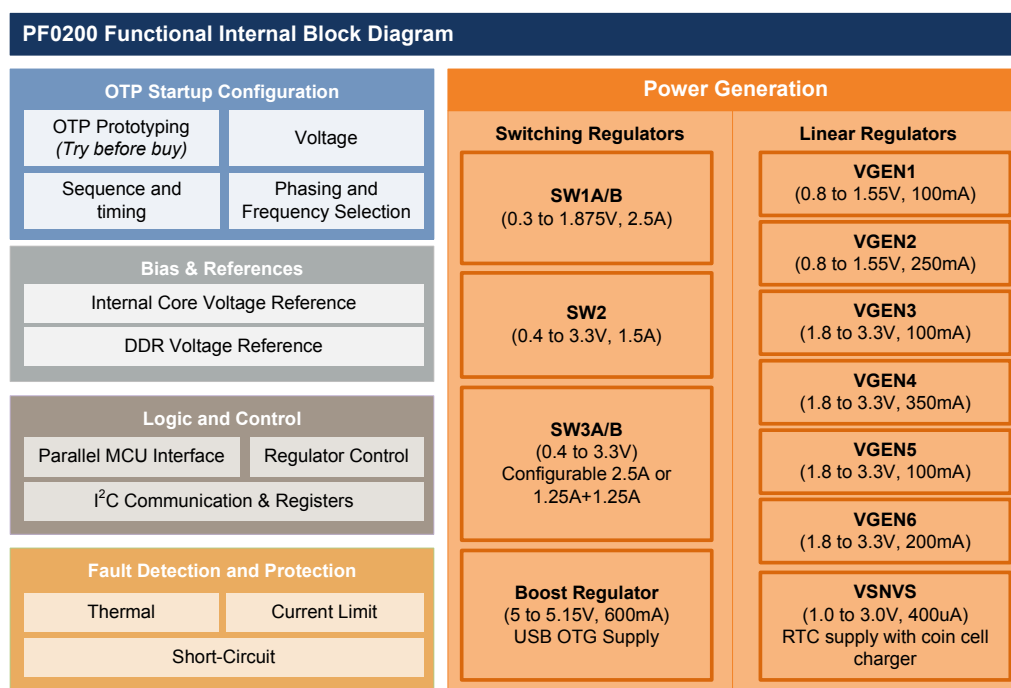 PF0200 Functional Internal Block Diagram
OTP Startup Configuration
OTP Prototyping
(Try before buy)
Voltage
Sequence and
timing
Phasing and
Frequency Selection
Bias & References
Internal Core Voltage Reference
DDR Voltage Reference
Logic and Control
Parallel MCU Interface
Regulator Control
I²C Communication & Registers
Fault Detection and Protection
Thermal
Current Limit
Short-Circuit
Power Generation
Switching Regulators
SW1A/B
(0.3 to 1.875V, 2.5A)
SW2
(0.4 to 3.3V, 1.5A)
SW3A/B
(0.4 to 3.3V)
Configurable 2.5A or
1.25A+1.25A
Boost Regulator
(5 to 5.15V, 600mA)
USB OTG Supply
Linear Regulators
VGEN1
(0.8 to 1.55V, 100mA)
VGEN2
(0.8 to 1.55V, 250mA)
VGEN3
(1.8 to 3.3V, 100mA)
VGEN4
(1.8 to 3.3V, 350mA)
VGEN5
(1.8 to 3.3V, 100mA)
VGEN6
(1.8 to 3.3V, 200mA)
VSNVS
(1.0 to 3.0V, 400uA)
RTC supply with coin cell
charger